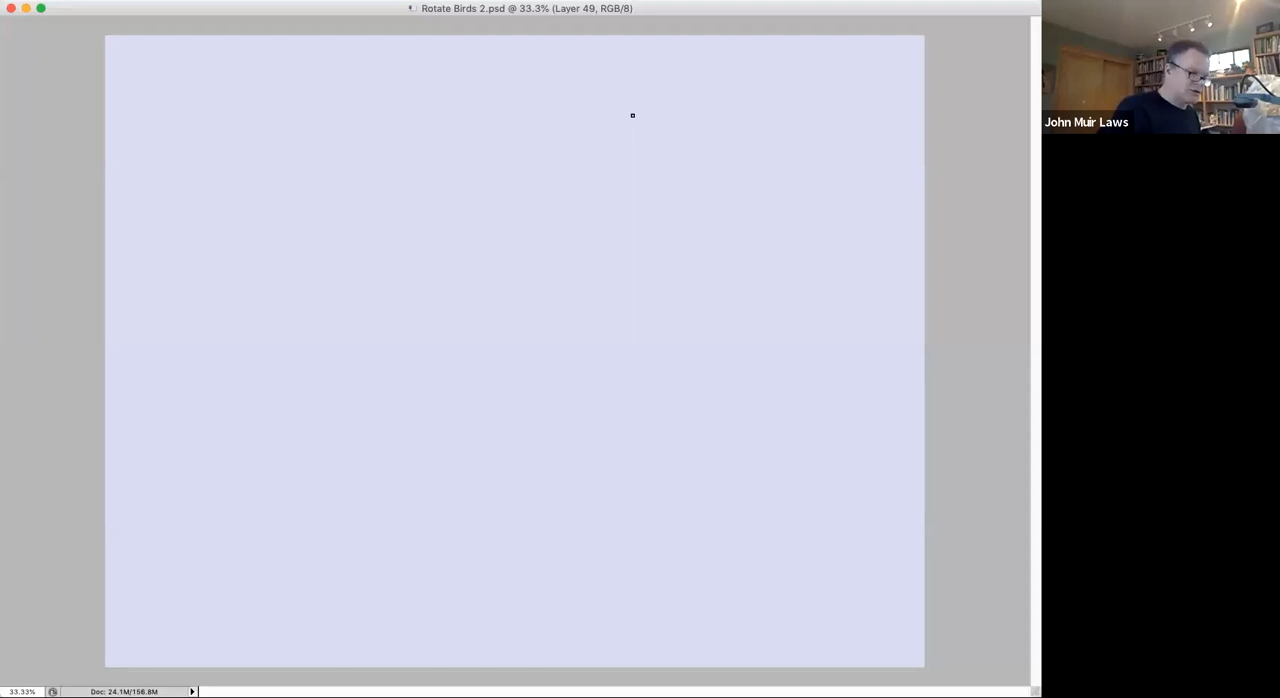 Rotate Birds 2.psd @ 33.3% (Layer 49, RGB/8)
John Muir Laws
33.33%
Doc: 24.1M/156.8M